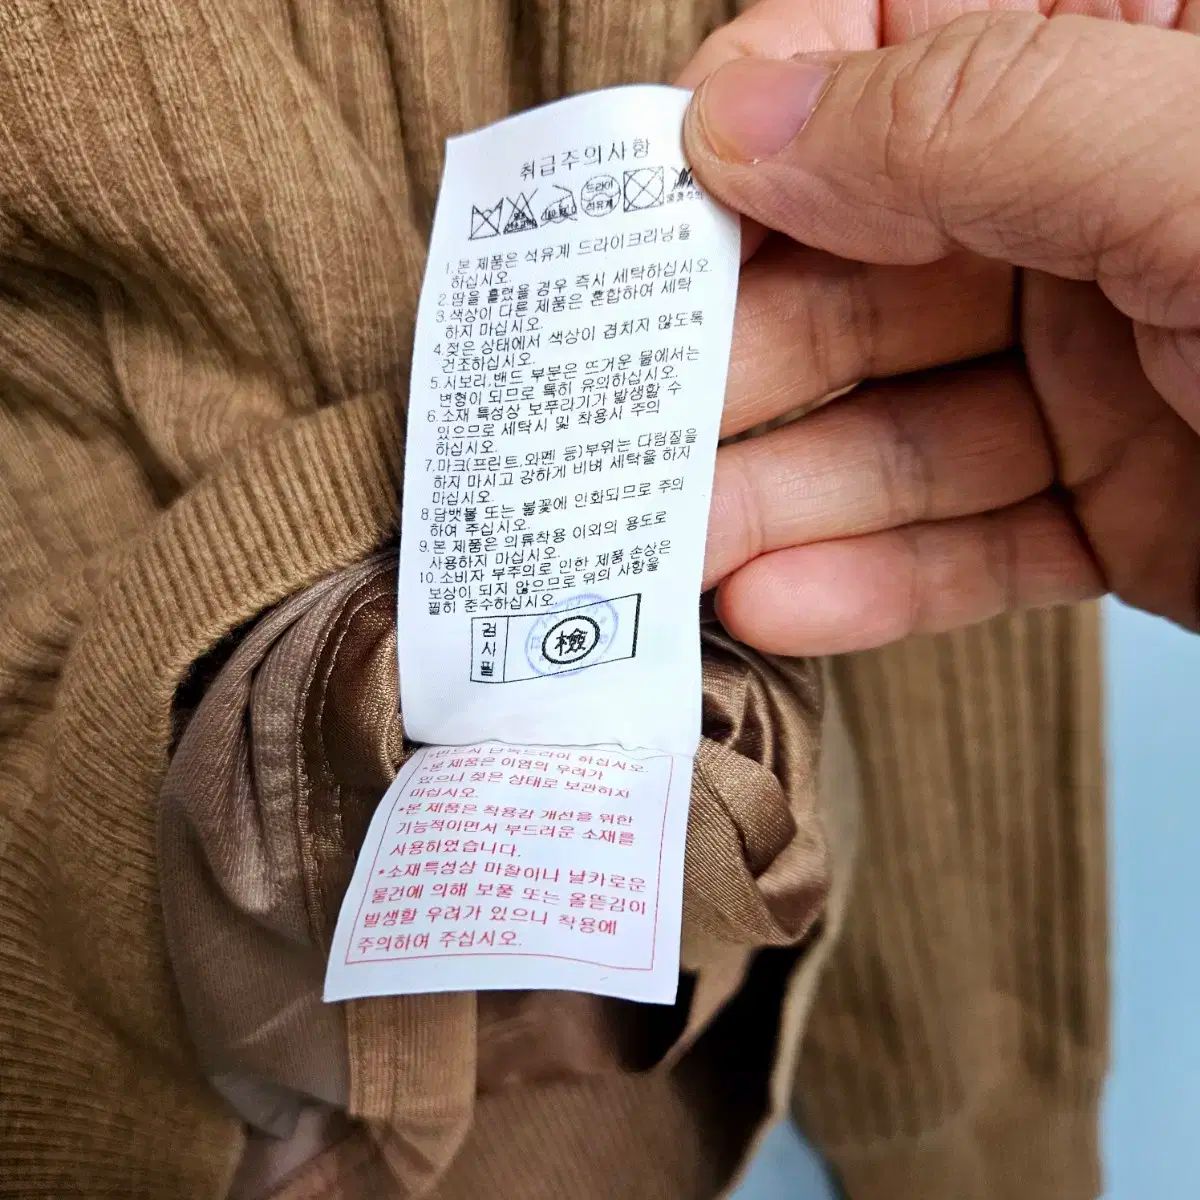 취급주의사항
드라이
석유계
1.본 제품은 석유계 드라이크리닝을
하십시오.
2.땀을 흘렸을 경우 즉시 세탁하십시오.
3.색상이 다른 제품은 혼합하여 세탁
하지 마십시오.
4.젖은 상태에서 색상이 겹치지 않도록
건조하십시오.
5.시보리,밴드 부분은 뜨거운 물에서는
변형이 되므로 특히 유의하십시오.
6.소재 특성상 보푸리기가 발생할 수
있으므로 세탁시 및 착용시 주의
하십시오.
7.마크(프린트,와펜 등)부위는 다림질을
하지 마시고 강하게 비벼 세탁을 하지
마십시오.
8.담뱃불 또는 불꽃에 인화되므로 주의
하여 주십시오.
9.본 제품은 의류착용 이외의 용도로
사용하지 마십시오.
10.소비자 부주의로 인한 제품 손상은
보상이 되지 않으므로 위의 사항을
필히 준수하십시오.
검사필
檢
*반드시 단독드라이 하십시오.
*본 제품은 이염의 우려가
있으니 젖은 상태로 보관하지
마십시오.
*본 제품은 착용감 개선을 위한
기능적이면서 부드러운 소재를
사용하였습니다.
*소재특성상 마찰이나 날카로운
물건에 의해 보풀 또는 올뜯김이
발생할 우려가 있으니 착용에
주의하여 주십시오.